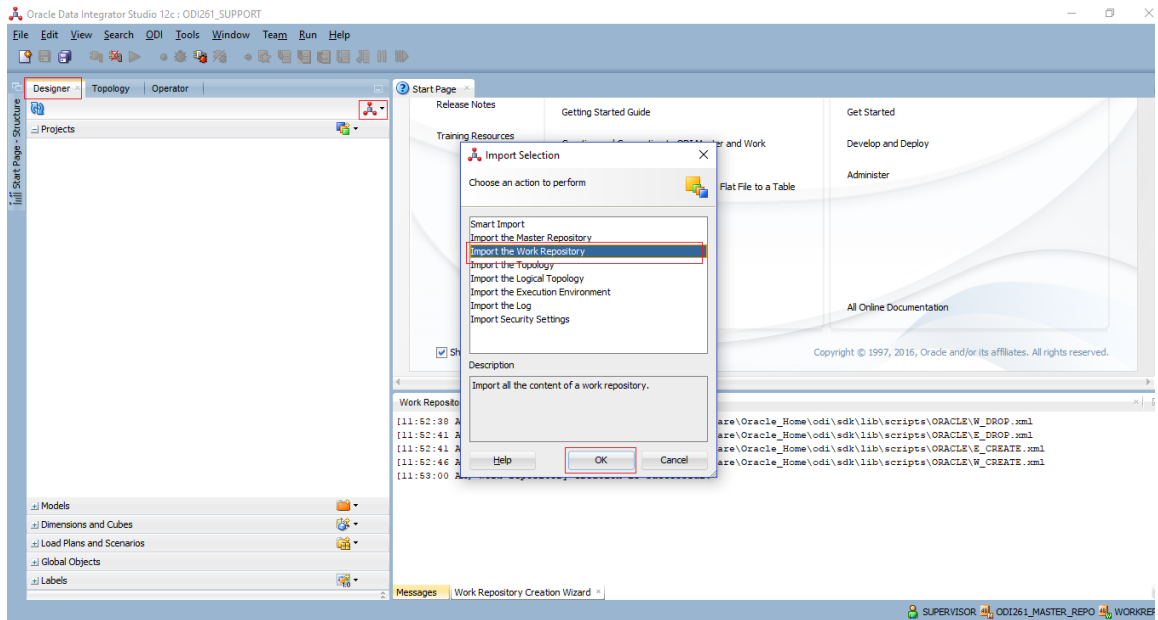 Oracle Data Integrator Studio 12c : ODI261_SUPPORT
File Edit View Search ODI Tools Window Team Run Help
Designer Topology Operator
Start Page
Start Page - Structure
Projects
Models
Dimensions and Cubes
Load Plans and Scenarios
Global Objects
Labels
Release Notes
Getting Started Guide
Get Started
Training Resources
er and Work
Develop and Deploy
Flat File to a Table
Administer
All Online Documentation
Sh
Copyright © 1997, 2016, Oracle and/or its affiliates. All rights reserved.
Import Selection
Choose an action to perform
Smart Import
Import the Master Repository
Import the Work Repository
Import the Topology
Import the Logical Topology
Import the Execution Environment
Import the Log
Import Security Settings
Description
Import all the content of a work repository.
Help OK Cancel
Work Reposito
[11:52:38 A are\Oracle_Home\odi\sdk\lib\scripts\ORACLE\W_DROP.xml
[11:52:41 A are\Oracle_Home\odi\sdk\lib\scripts\ORACLE\E_DROP.xml
[11:52:41 A are\Oracle_Home\odi\sdk\lib\scripts\ORACLE\E_CREATE.xml
[11:52:46 A are\Oracle_Home\odi\sdk\lib\scripts\ORACLE\W_CREATE.xml
[11:53:00
Messages Work Repository Creation Wizard
SUPERVISOR ODI261_MASTER_REPO WORKREP